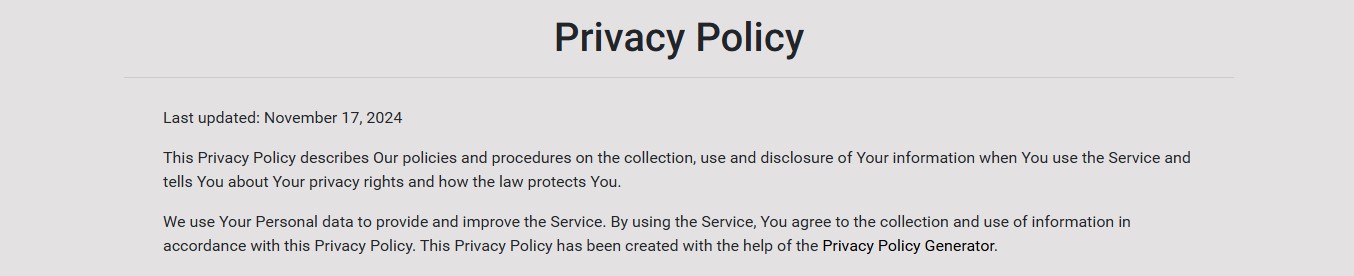 Privacy Policy
Last updated: November 17, 2024
This Privacy Policy describes Our policies and procedures on the collection, use and disclosure of Your information when You use the Service and
tells You about Your privacy rights and how the law protects You.
We use Your Personal data to provide and improve the Service. By using the Service, You agree to the collection and use of information in
accordance with this Privacy Policy. This Privacy Policy has been created with the help of the Privacy Policy Generator.